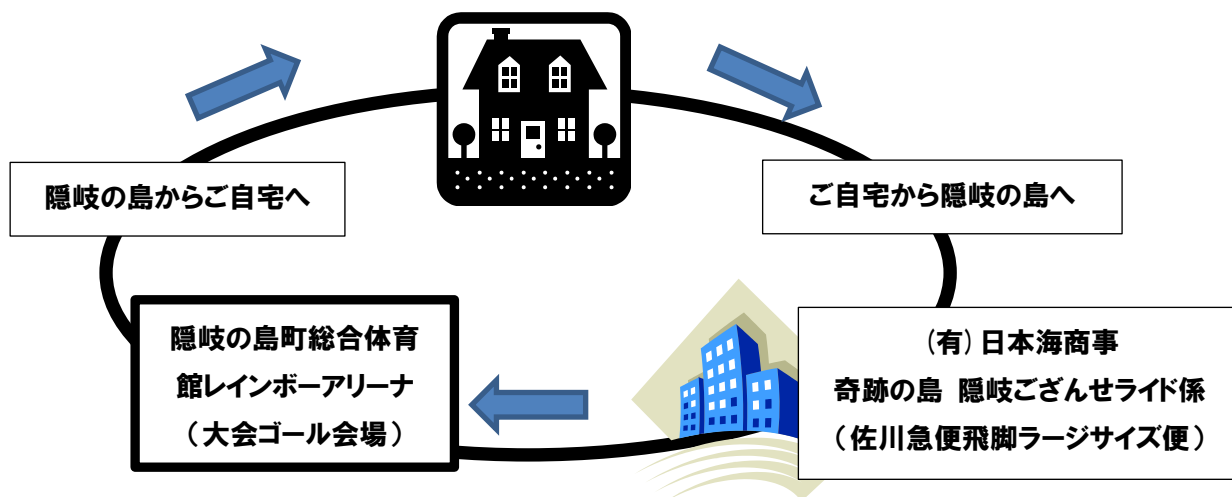 隠岐の島からご自宅へ
ご自宅から隠岐の島へ
隠岐の島町総合体育
館レインボーアリーナ
（大会ゴール会場）
（有）日本海商事
奇跡の島 隠岐ござんせライド係
（佐川急便飛脚ラージサイズ便）